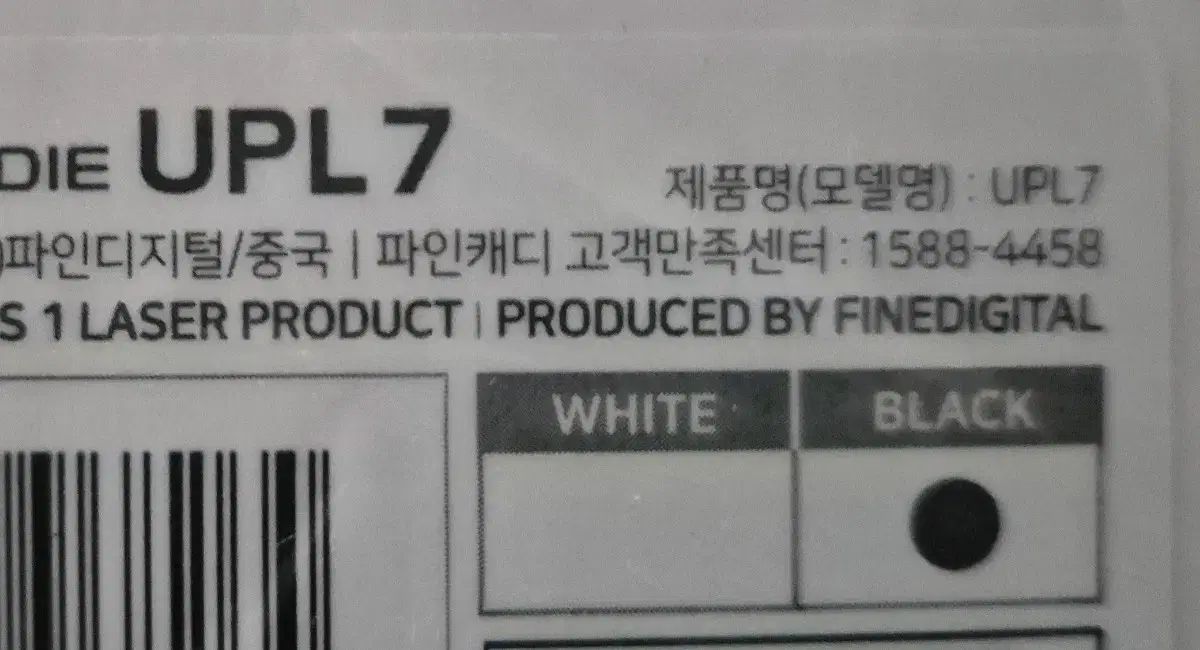 DIE UPL7
제품명(모델명) : UPL7
)파인디지털/중국 | 파인캐디 고객만족센터 : 1588-4458
S 1 LASER PRODUCT | PRODUCED BY FINEDIGITAL
WHITE BLACK